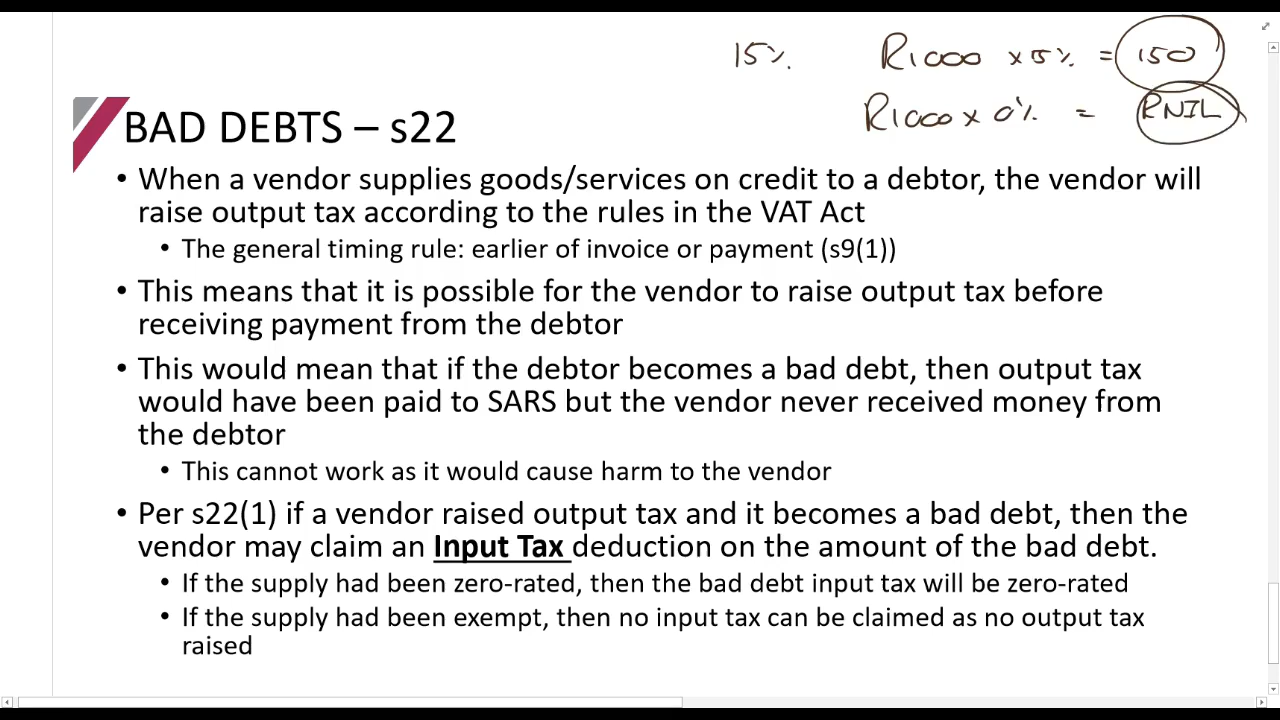 15% R1000 x 15% = 150
R1000 x 0% = RNIL
BAD DEBTS – s22
• When a vendor supplies goods/services on credit to a debtor, the vendor will
raise output tax according to the rules in the VAT Act
• The general timing rule: earlier of invoice or payment (s9(1))
• This means that it is possible for the vendor to raise output tax before
receiving payment from the debtor
• This would mean that if the debtor becomes a bad debt, then output tax
would have been paid to SARS but the vendor never received money from
the debtor
• This cannot work as it would cause harm to the vendor
• Per s22(1) if a vendor raised output tax and it becomes a bad debt, then the
vendor may claim an Input Tax deduction on the amount of the bad debt.
• If the supply had been zero-rated, then the bad debt input tax will be zero-rated
• If the supply had been exempt, then no input tax can be claimed as no output tax
raised